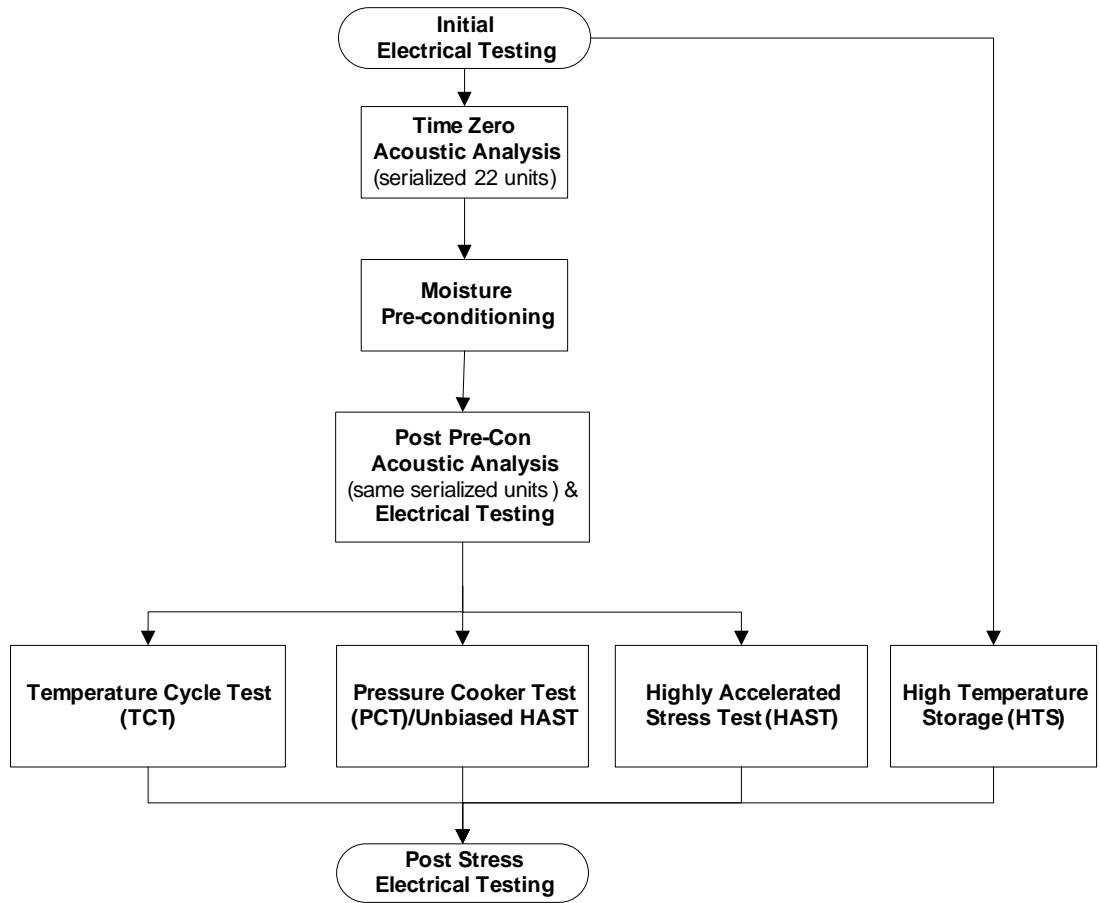 Initial
Electrical Testing
Time Zero
Acoustic Analysis
(serialized 22 units)
Moisture
Pre-conditioning
Post Pre-Con
Acoustic Analysis
(same serialized units ) &
Electrical Testing
Temperature Cycle Test
(TCT)
Pressure Cooker Test
(PCT)/Unbiased HAST
Highly Accelerated
Stress Test (HAST)
High Temperature
Storage (HTS)
Post Stress
Electrical Testing